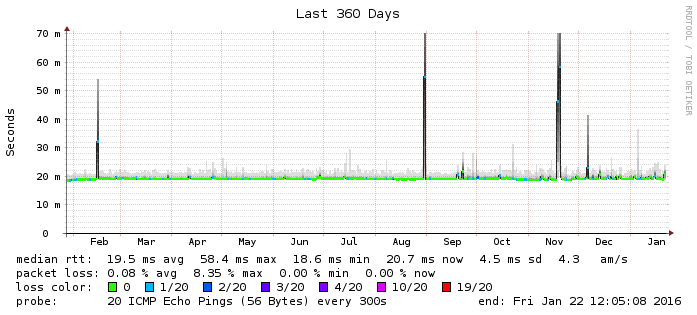 Last 360 Days
RRDTOOL / TOBI OETIKER
Seconds
70 m
60 m
50 m
40 m
30 m
20 m
10 m
0
Feb Mar Apr May Jun Jul Aug Sep Oct Nov Dec Jan
median rtt: 19.5 ms avg 58.4 ms max 18.6 ms min 20.7 ms now 4.5 ms sd 4.3 am/s
packet loss: 0.08 % avg 8.35 % max 0.00 % min 0.00 % now
loss color: 0 1/20 2/20 3/20 4/20 10/20 19/20
probe: 20 ICMP Echo Pings (56 Bytes) every 300s end: Fri Jan 22 12:05:08 2016